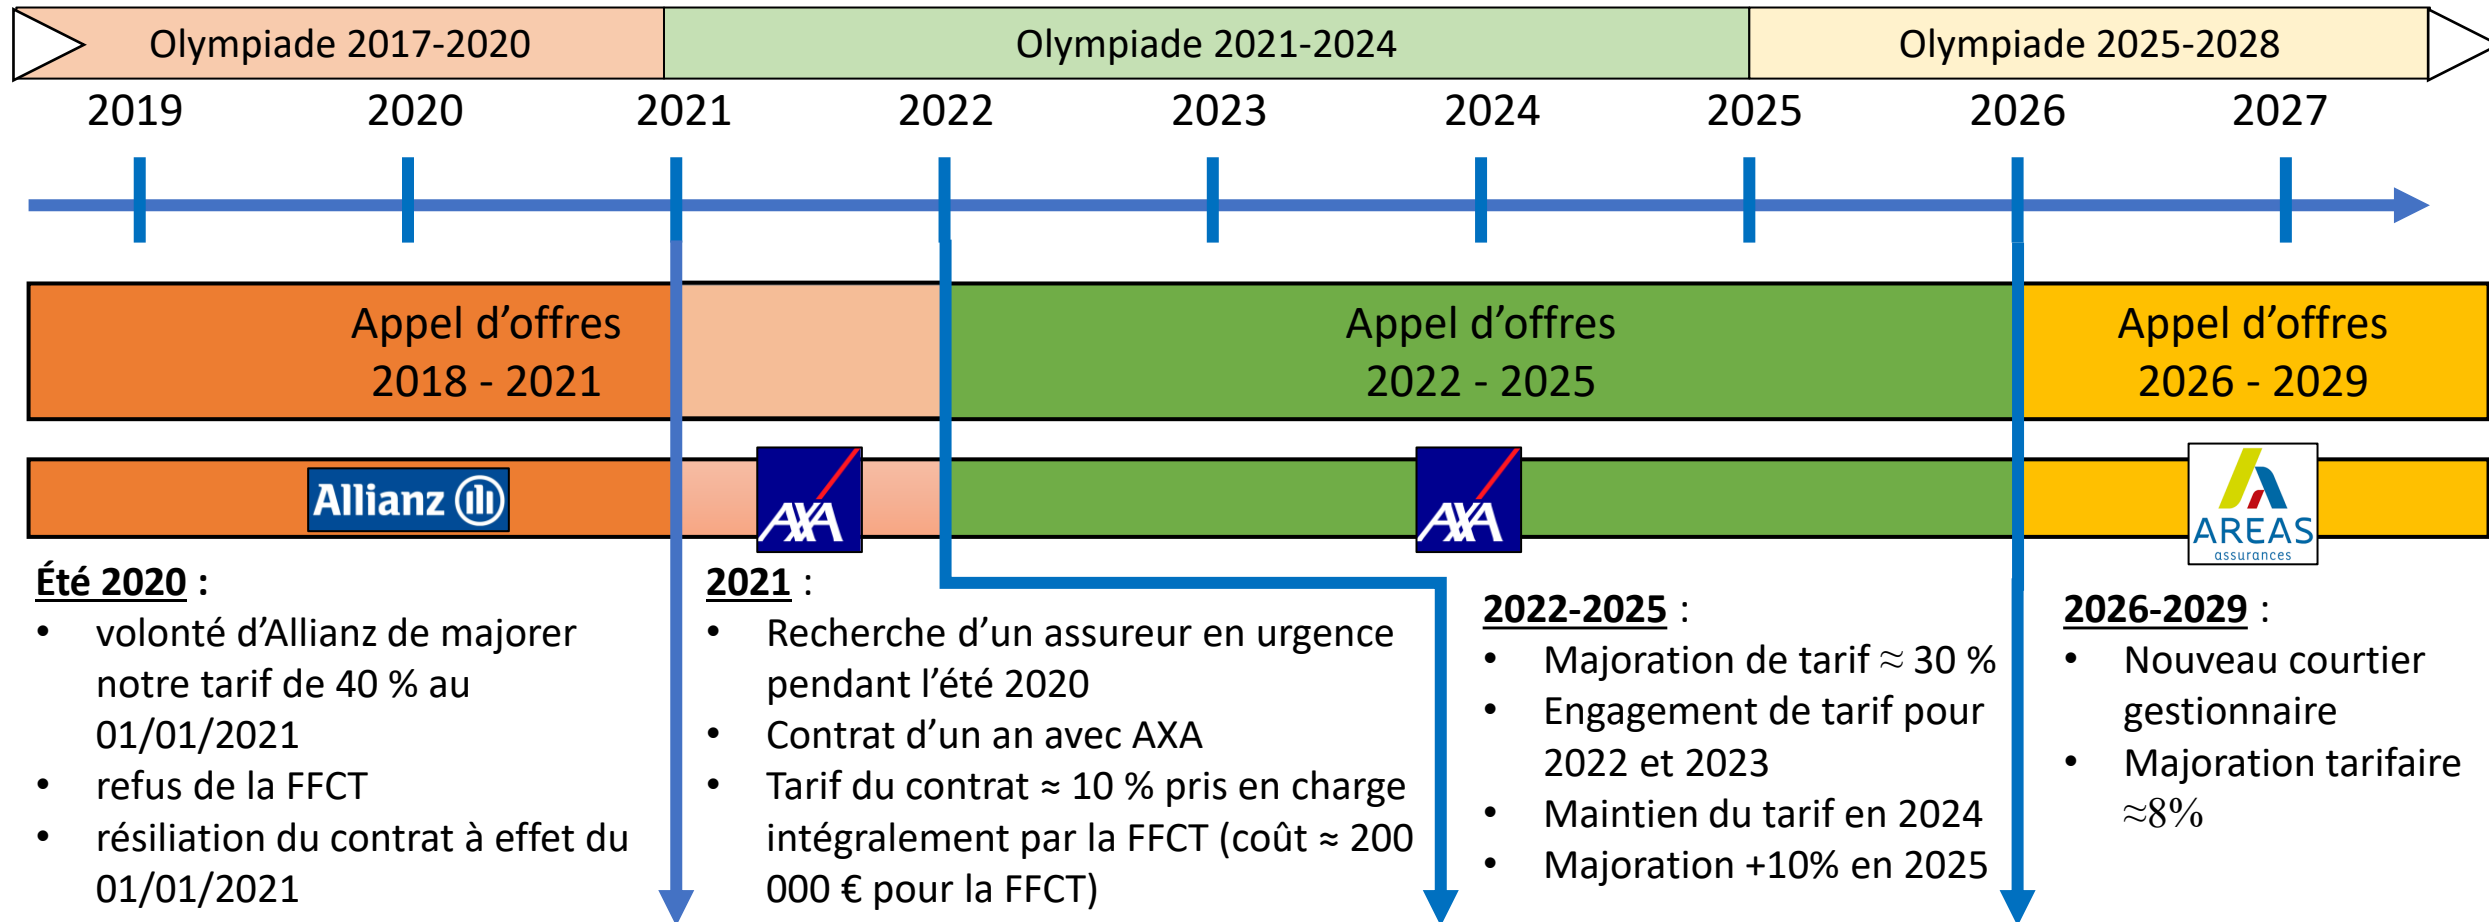 Olympiade 2017-2020
Olympiade 2021-2024
Olympiade 2025-2028
2019
2020
2021
2022
2023
2024
2025
2026
2027
Appel d’offres
2018 - 2021
Appel d’offres
2022 - 2025
Appel d’offres
2026 - 2029
Allianz
AXA
AXA
AREAS
assurances
Été 2020 :
• volonté d’Allianz de majorer
notre tarif de 40 % au
01/01/2021
• refus de la FFCT
• résiliation du contrat à effet du
01/01/2021
2021 :
• Recherche d’un assureur en urgence
pendant l’été 2020
• Contrat d’un an avec AXA
• Tarif du contrat ≈ 10 % pris en charge
intégralement par la FFCT (coût ≈ 200
000 € pour la FFCT)
2022-2025 :
• Majoration de tarif ≈ 30 %
• Engagement de tarif pour
2022 et 2023
• Maintien du tarif en 2024
• Majoration +10% en 2025
2026-2029 :
• Nouveau courtier
gestionnaire
• Majoration tarifaire
≈8%